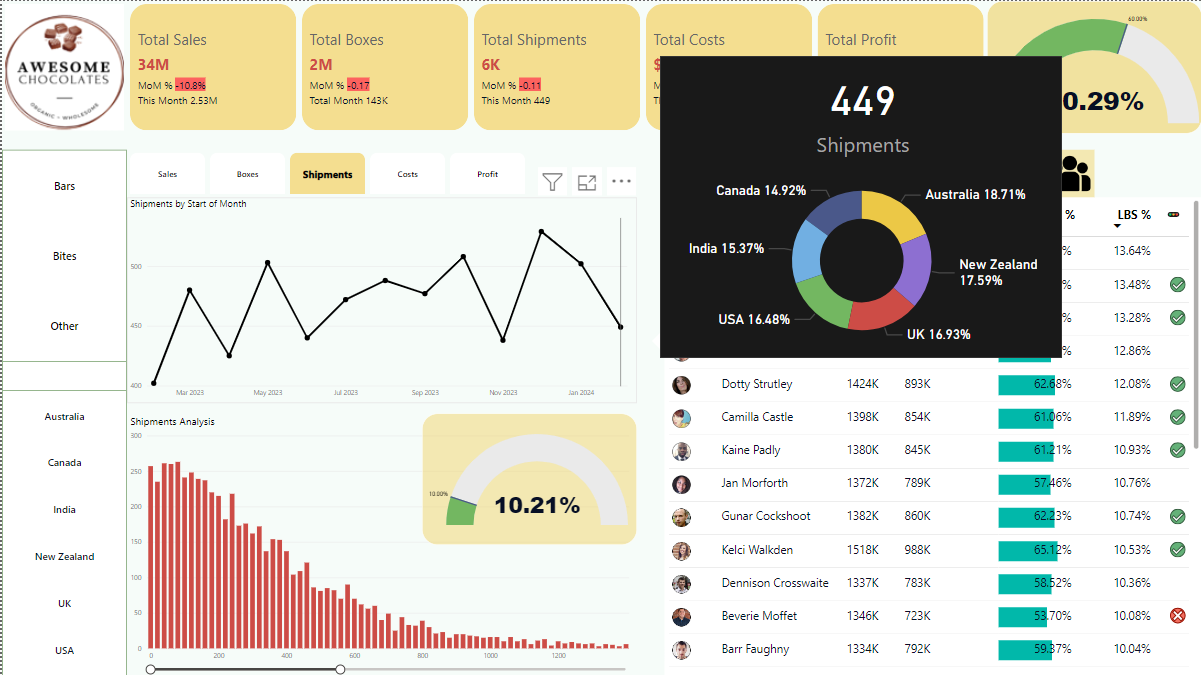 AWESOME
CHOCOLATES
ORGANIC • WHOLESOME
Total Sales
34M
MoM % -10.8%
This Month 2.53M
Total Boxes
2M
MoM % -0.17
Total Month 143K
Total Shipments
6K
MoM % -0.11
This Month 449
Total Costs
$
Total Profit
60.00%
0.29%
Bars
Bites
Other
Australia
Canada
India
New Zealand
UK
USA
Sales
Boxes
Shipments
Costs
Profit
Shipments by Start of Month
500
450
400
Mar 2023
May 2023
Jul 2023
Sep 2023
Nov 2023
Jan 2024
Shipments Analysis
300
250
200
150
100
50
0
0
200
400
600
800
1000
1200
10.00%
10.21%
449
Shipments
Canada 14.92%
Australia 18.71%
India 15.37%
New Zealand
17.59%
USA 16.48%
UK 16.93%
% LBS %
% 13.64%
% 13.48%
% 13.28%
% 12.86%
Dotty Strutley 1424K 893K 62.68% 12.08%
Camilla Castle 1398K 854K 61.06% 11.89%
Kaine Padly 1380K 845K 61.21% 10.93%
Jan Morforth 1372K 789K 57.46% 10.76%
Gunar Cockshoot 1382K 860K 62.23% 10.74%
Kelci Walkden 1518K 988K 65.12% 10.53%
Dennison Crosswaite 1337K 783K 58.52% 10.36%
Beverie Moffet 1346K 723K 53.70% 10.08%
Barr Faughny 1334K 792K 59.37% 10.04%